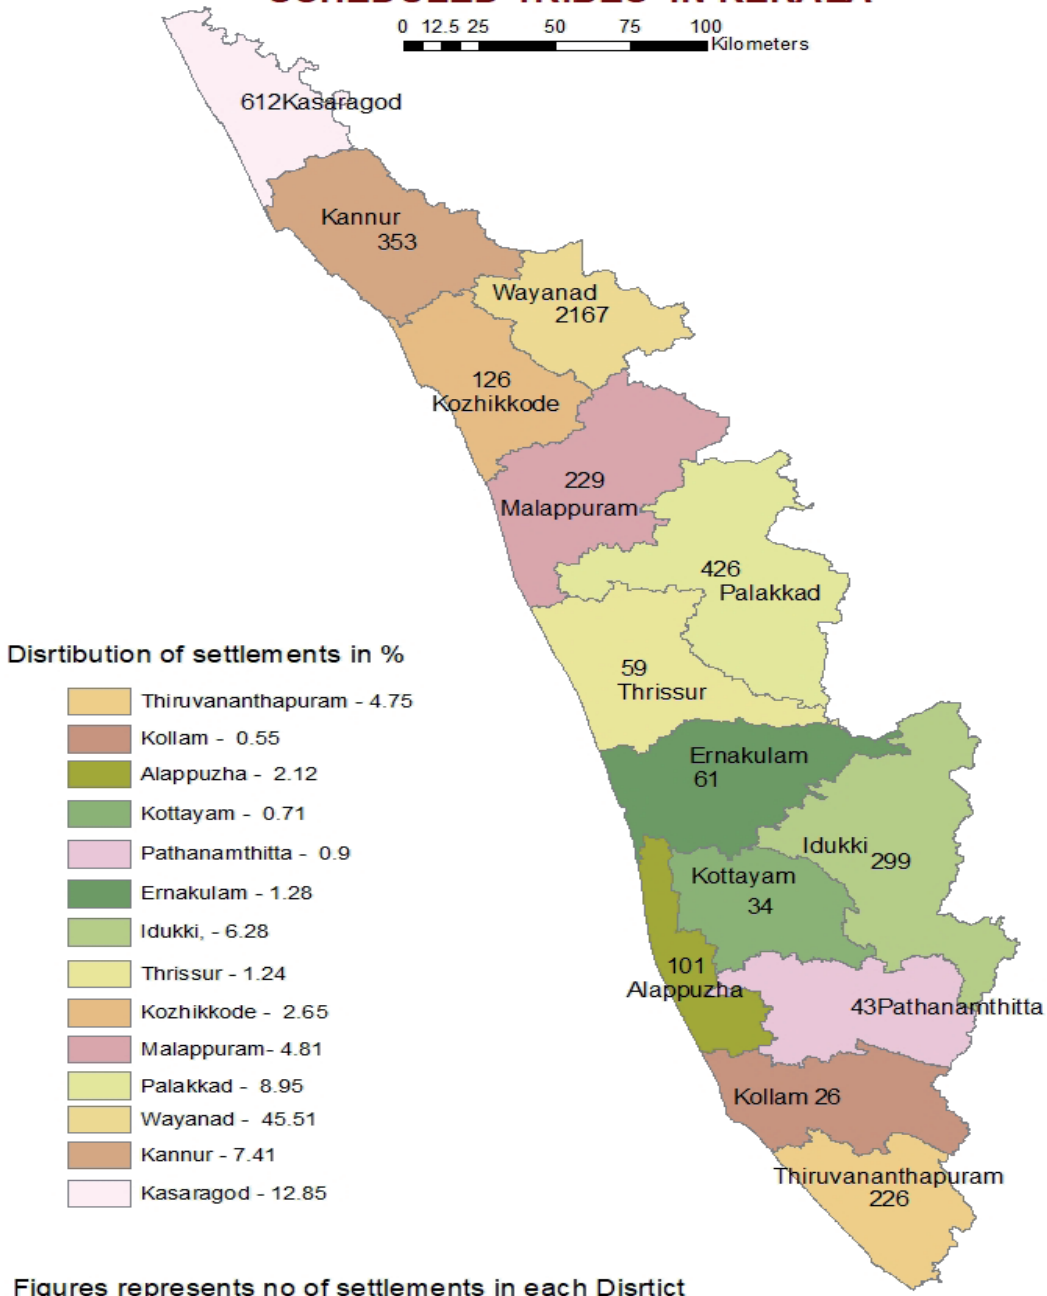 SCHEDULED TRIBES IN KERALA
0 12.5 25 50 75 100
Kilometers
612Kasaragod
Kannur
353
Wayanad
2167
126
Kozhikkode
229
Malappuram
426
Palakkad
59
Thrissur
Ernakulam
61
Idukki
299
Kottayam
34
101
Alappuzha
43Pathanamthitta
Kollam 26
Thiruvananthapuram
226
Disrtibution of settlements in %
Thiruvananthapuram - 4.75
Kollam - 0.55
Alappuzha - 2.12
Kottayam - 0.71
Pathanamthitta - 0.9
Ernakulam - 1.28
Idukki, - 6.28
Thrissur - 1.24
Kozhikkode - 2.65
Malappuram- 4.81
Palakkad - 8.95
Wayanad - 45.51
Kannur - 7.41
Kasaragod - 12.85
Figures represents no of settlements in each Disrtict